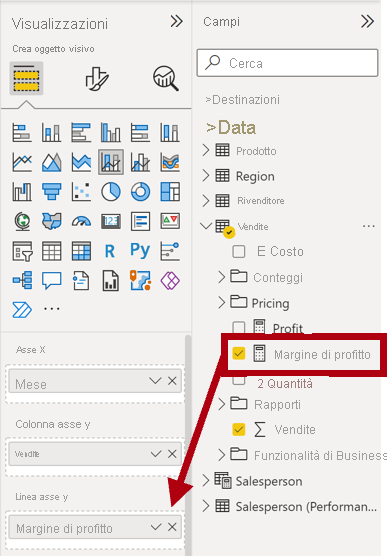 Visualizzazioni
Crea oggetto visivo
R
Py
123
Asse X
Mese
Colonna asse y
Vendite
Linea asse y
Margine di profitto
Campi
Cerca
>Destinazioni
>Data
Prodotto
Region
Rivenditore
Vendite
E Costo
Conteggi
Pricing
Profit
Margine di profitto
2 Quantità
Rapporti
Vendite
Funzionalità di Business
Salesperson
Salesperson (Performan...